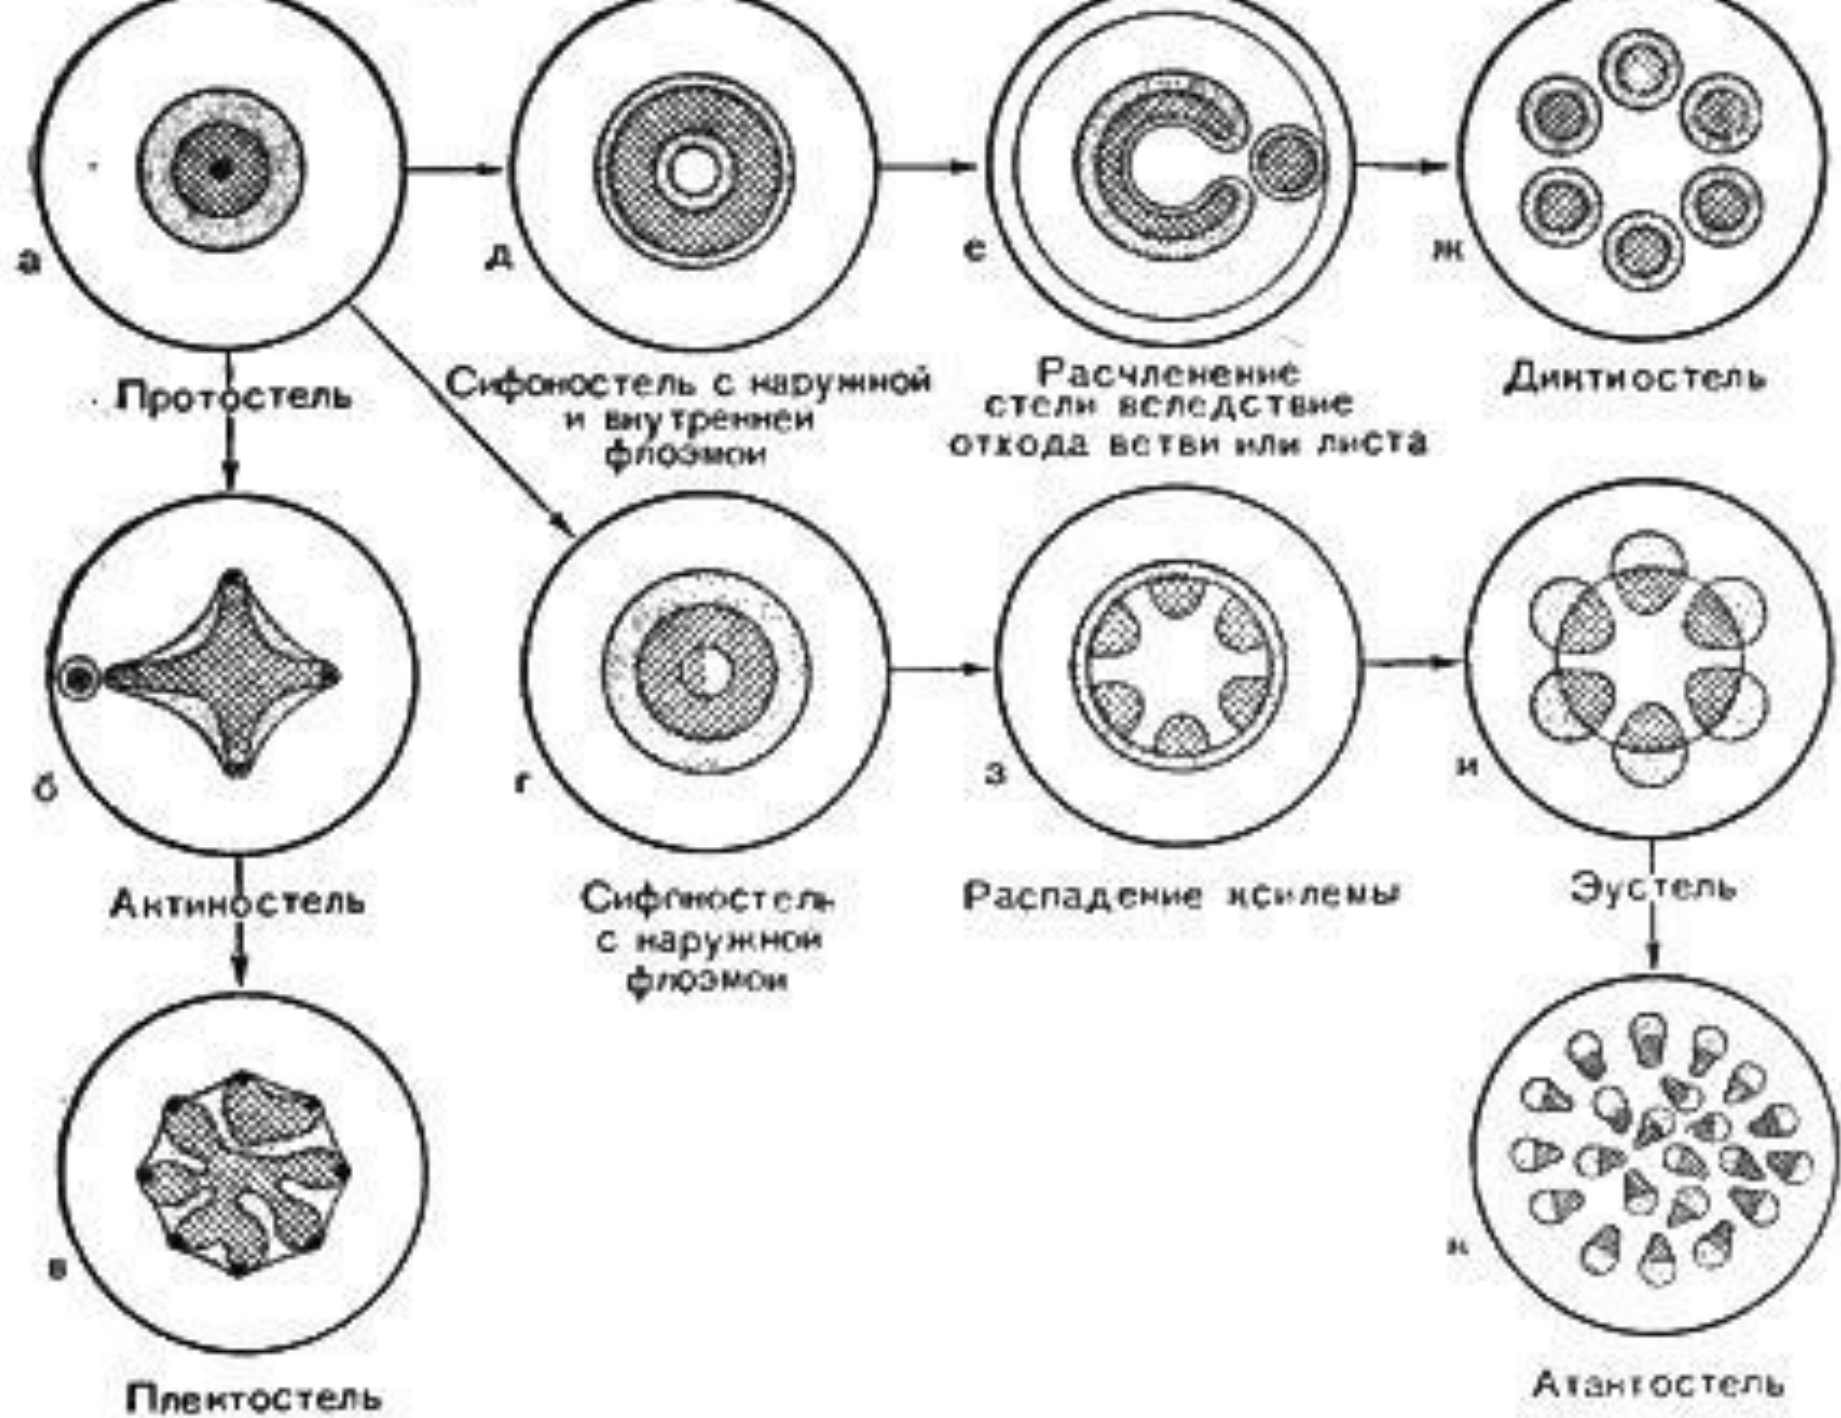 а
д
е
ж
Протостель
Сифоностель с наружной
и внутренней
флоэмой
Расчленение
стели вследствие
отхода ветви или листа
Диктиостель
б
г
з
и
Актиностель
Сифоностель
с наружной
флоэмой
Распадение ксилемы
Эустель
в
к
Плектостель
Атактостель